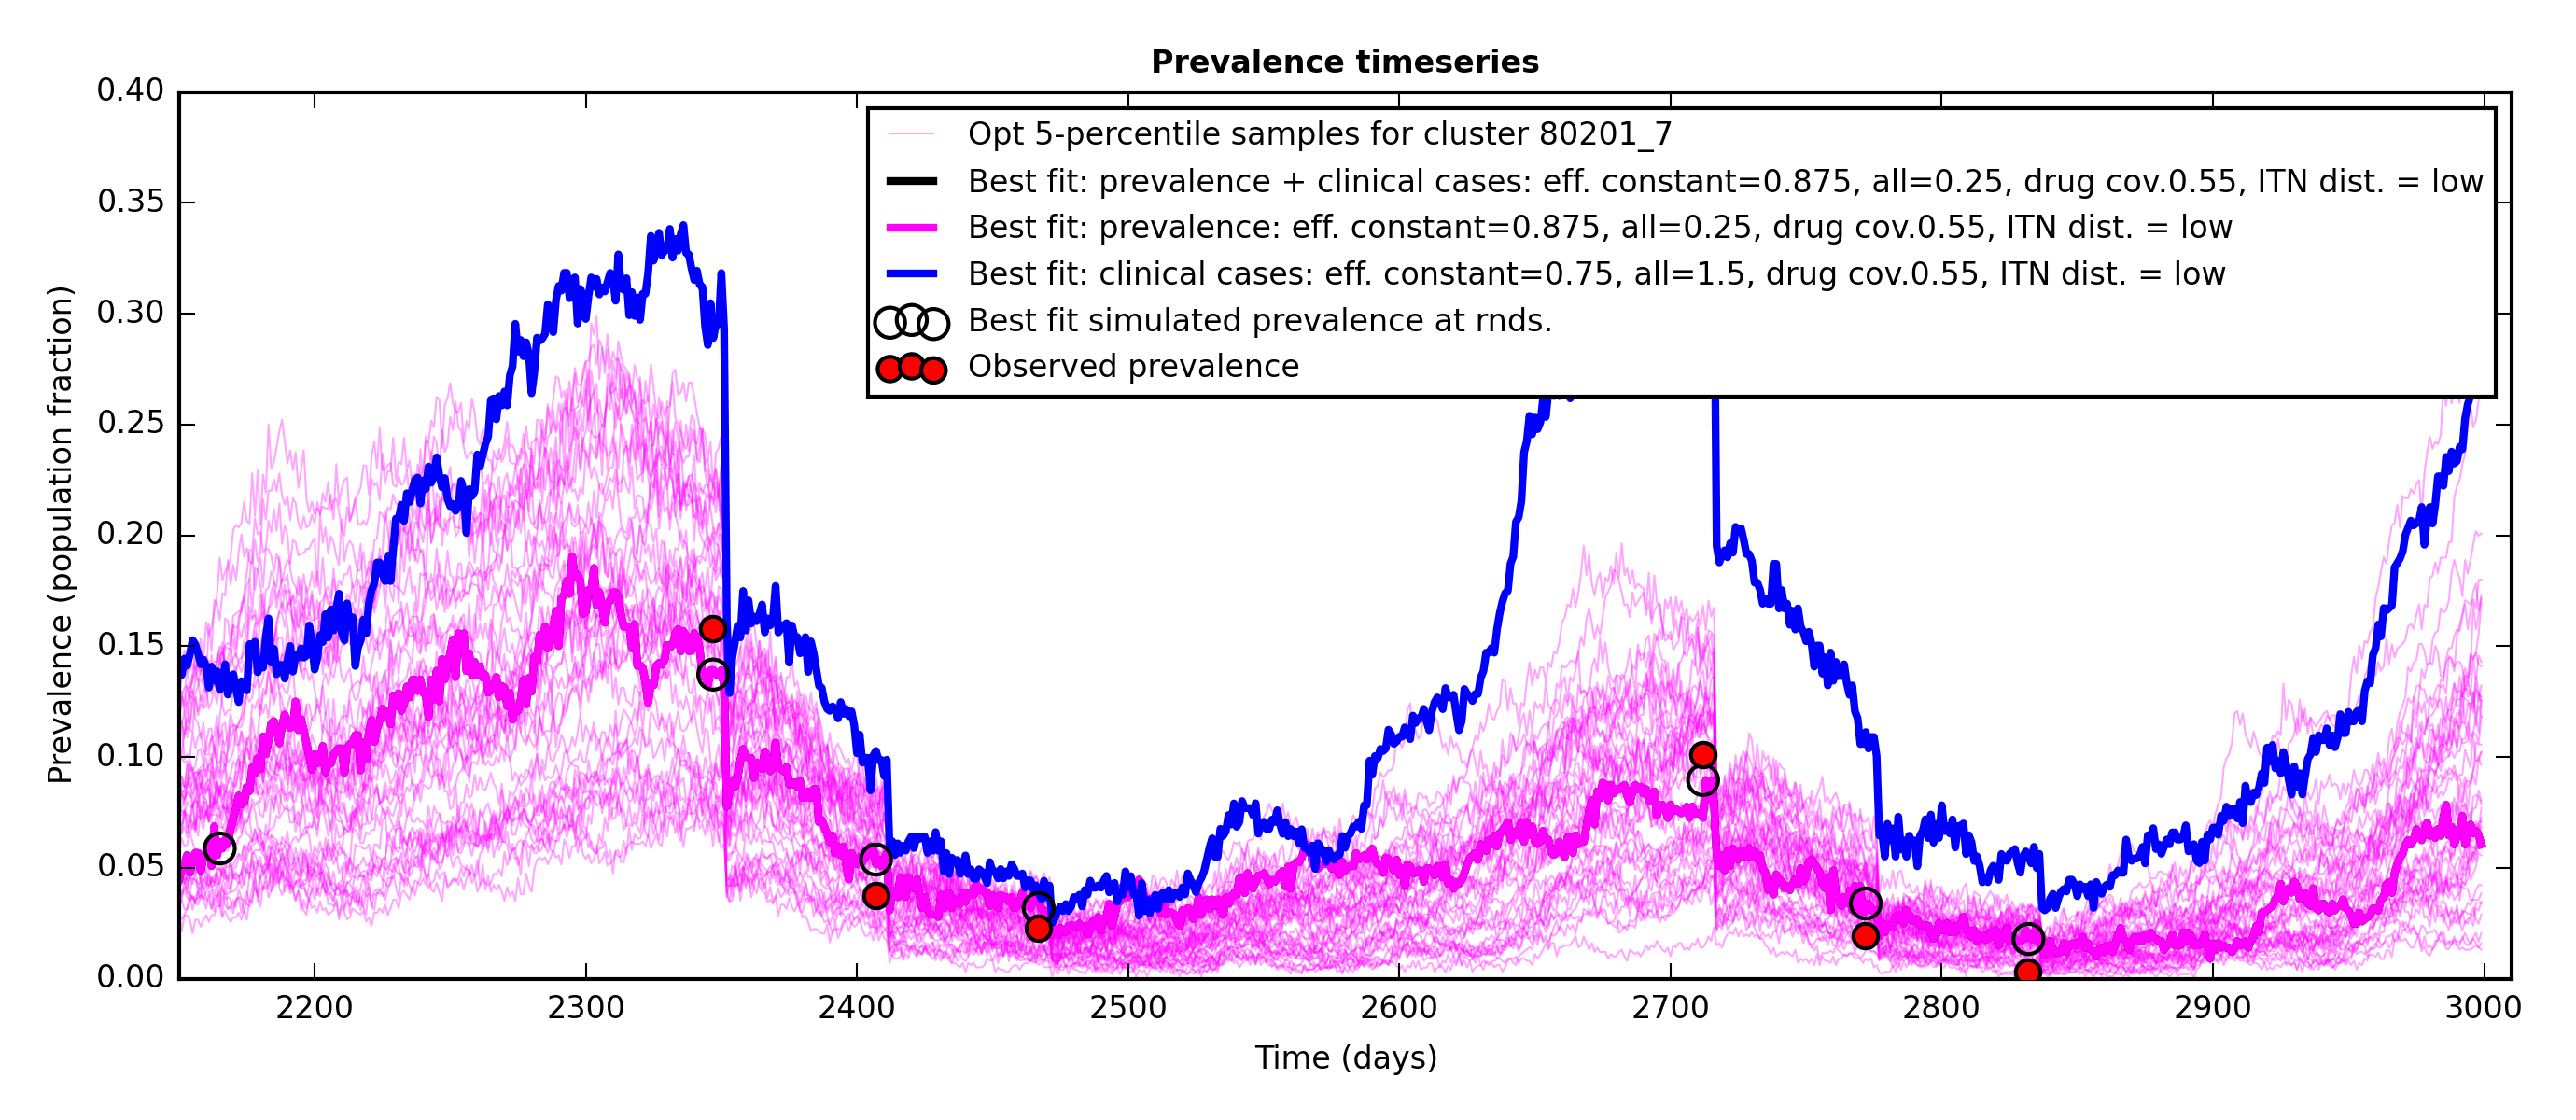 Prevalence timeseries
0.40
0.35
0.30
0.25
0.20
0.15
0.10
0.05
0.00
Prevalence (population fraction)
Opt 5-percentile samples for cluster 80201_7
Best fit: prevalence + clinical cases: eff. constant=0.875, all=0.25, drug cov.0.55, ITN dist. = low
Best fit: prevalence: eff. constant=0.875, all=0.25, drug cov.0.55, ITN dist. = low
Best fit: clinical cases: eff. constant=0.75, all=1.5, drug cov.0.55, ITN dist. = low
Best fit simulated prevalence at rnds.
Observed prevalence
2200 2300 2400 2500 2600 2700 2800 2900 3000
Time (days)